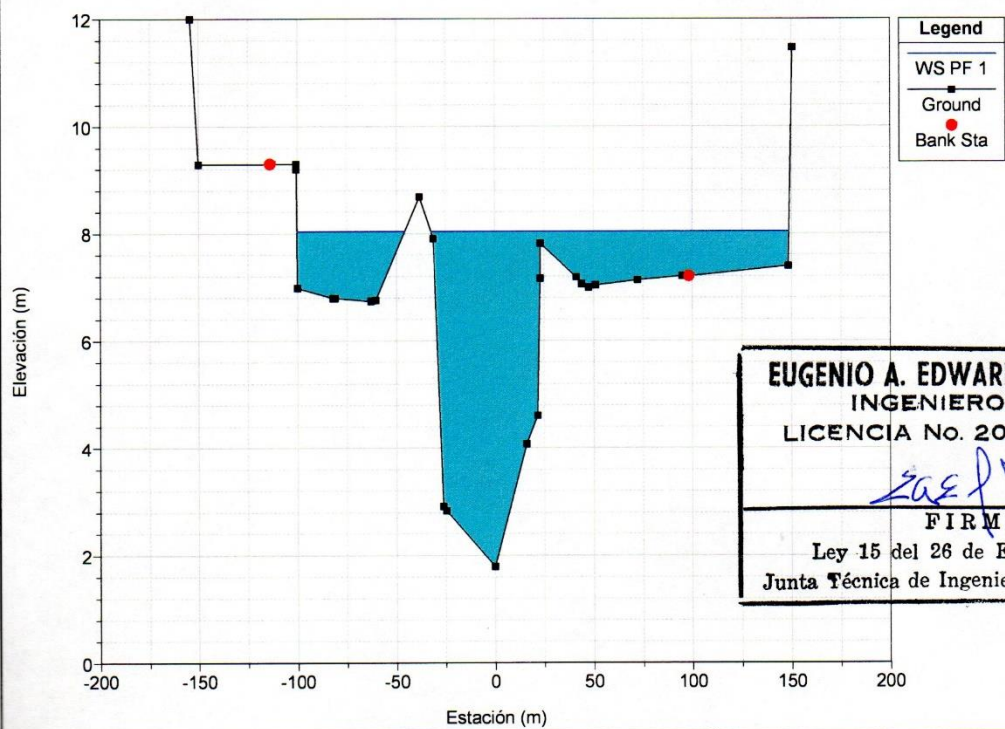 12
10
8
6
4
2
0
Elevación (m)
-200
-150
-100
-50
0
50
100
150
200
Estación (m)
Legend
WS PF 1
Ground
Bank Sta
EUGENIO A. EDWAR
INGENIERO
LICENCIA No. 20
FIRM
Ley 15 del 26 de E
Junta Técnica de Ingenie